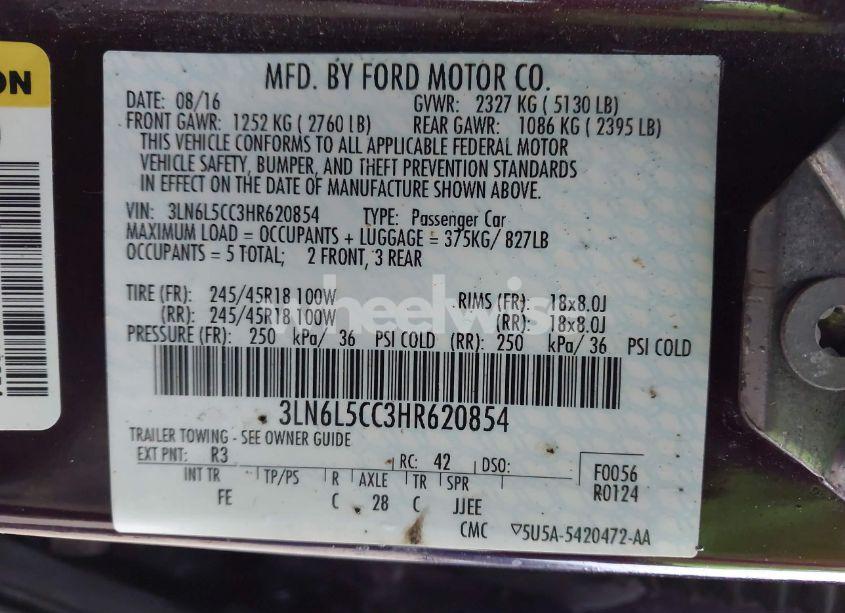 ON
MFD. BY FORD MOTOR CO.
DATE: 08/16 GVWR: 2327 KG ( 5130 LB)
FRONT GAWR: 1252 KG ( 2760 LB) REAR GAWR: 1086 KG ( 2395 LB)
THIS VEHICLE CONFORMS TO ALL APPLICABLE FEDERAL MOTOR
VEHICLE SAFETY, BUMPER, AND THEFT PREVENTION STANDARDS
IN EFFECT ON THE DATE OF MANUFACTURE SHOWN ABOVE.
VIN: 3LN6L5CC3HR620854 TYPE: Passenger Car
MAXIMUM LOAD = OCCUPANTS + LUGGAGE = 375KG/ 827LB
OCCUPANTS = 5 TOTAL; 2 FRONT, 3 REAR
TIRE (FR): 245/45R18 100W RIMS (FR): 18x8.0J
(RR): 245/45R18 100W (RR): 18x8.0J
PRESSURE (FR): 250 kPa/ 36 PSI COLD (RR): 250 kPa/ 36 PSI COLD
wheelwise
3LN6L5CC3HR620854
TRAILER TOWING - SEE OWNER GUIDE
EXT PNT: R3 RC: 42 DSO: F0056
R0124
INT TR TP/PS R AXLE TR SPR
FE C 28 C JJEE
CMC 5U5A-5420472-AA